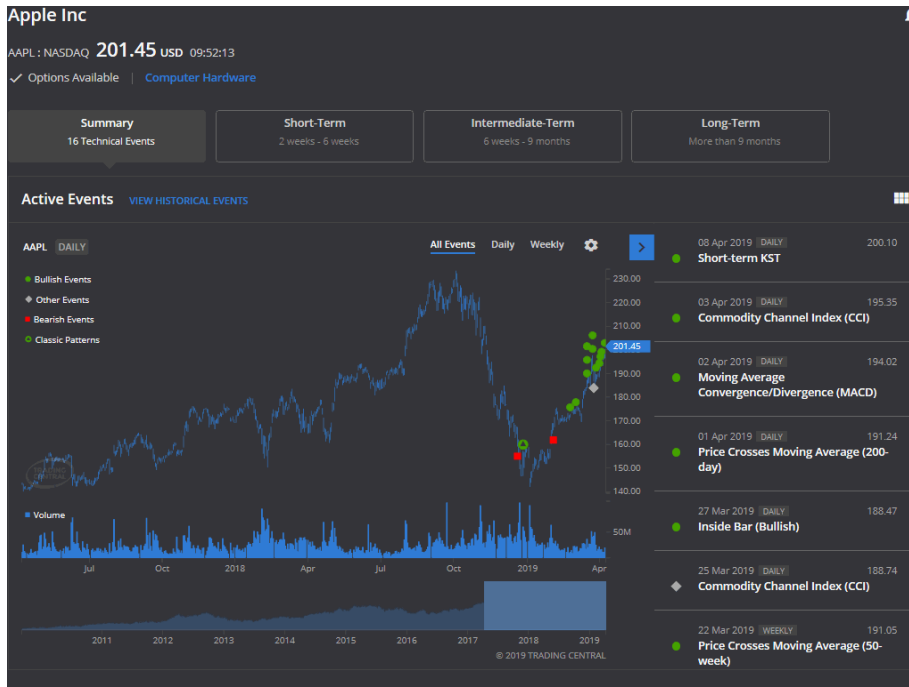 Apple Inc
AAPL : NASDAQ 201.45 USD 09:52:13
Options Available | Computer Hardware
Summary
16 Technical Events
Short-Term
2 weeks - 6 weeks
Intermediate-Term
6 weeks - 9 months
Long-Term
More than 9 months
Active Events VIEW HISTORICAL EVENTS
AAPL DAILY
All Events Daily Weekly
Bullish Events
Other Events
Bearish Events
Classic Patterns
230.00
220.00
210.00
201.45
190.00
180.00
170.00
160.00
150.00
140.00
TRADING
CENTRAL
Volume
50M
Jul Oct 2018 Apr Jul Oct 2019 Apr
2011 2012 2013 2014 2015 2016 2017 2018 2019
© 2019 TRADING CENTRAL
08 Apr 2019 DAILY 200.10
Short-term KST
03 Apr 2019 DAILY 195.35
Commodity Channel Index (CCI)
02 Apr 2019 DAILY 194.02
Moving Average
Convergence/Divergence (MACD)
01 Apr 2019 DAILY 191.24
Price Crosses Moving Average (200-
day)
27 Mar 2019 DAILY 188.47
Inside Bar (Bullish)
25 Mar 2019 DAILY 188.74
Commodity Channel Index (CCI)
22 Mar 2019 WEEKLY 191.05
Price Crosses Moving Average (50-
week)